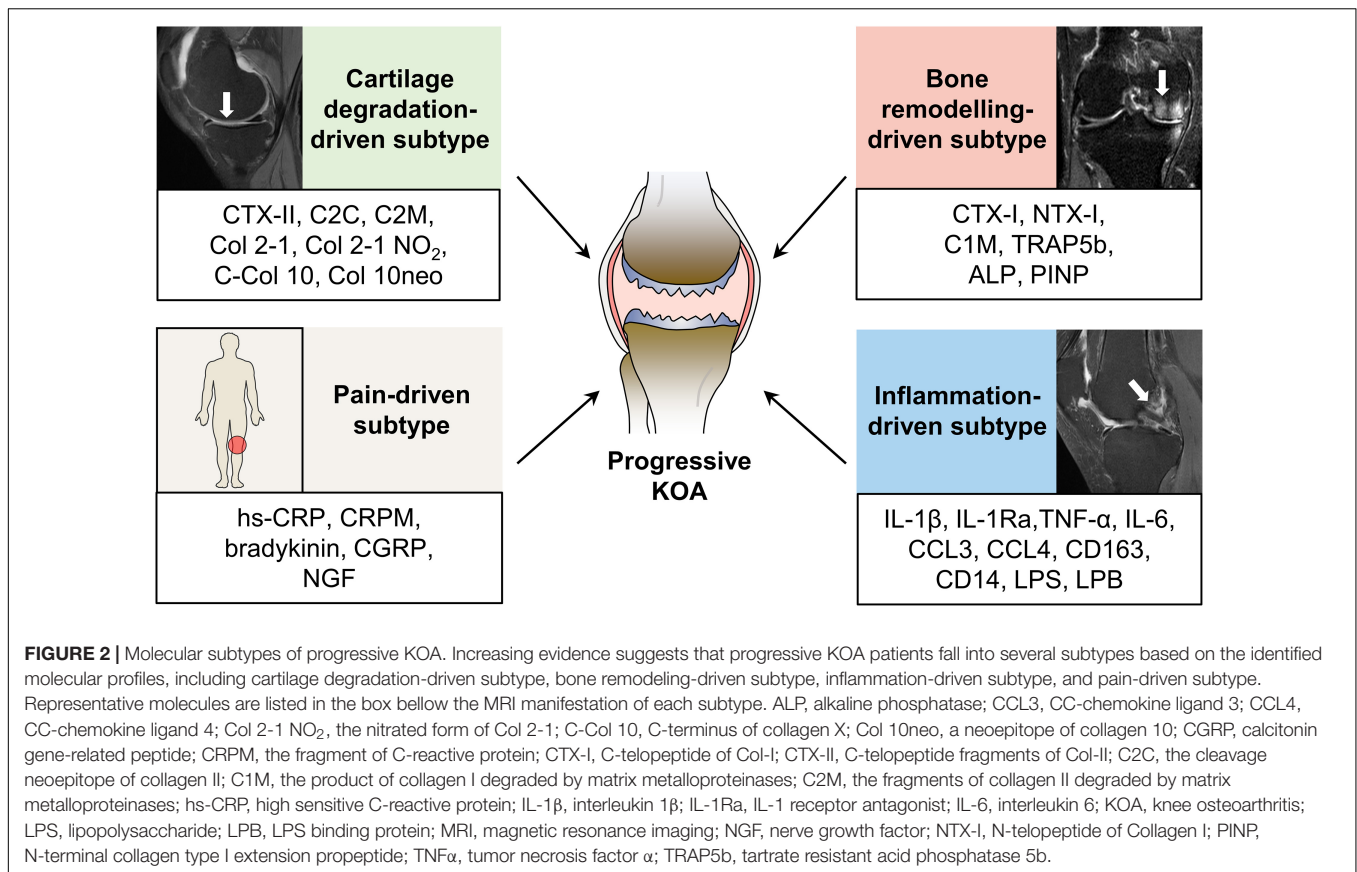 Cartilage
degradation-
driven subtype
CTX-II, C2C, C2M,
Col 2-1, Col 2-1 NO₂,
C-Col 10, Col 10neo
Bone
remodelling-
driven subtype
CTX-I, NTX-I,
C1M, TRAP5b,
ALP, PINP
Pain-driven
subtype
hs-CRP, CRPM,
bradykinin, CGRP,
NGF
Progressive
KOA
Inflammation-
driven subtype
IL-1β, IL-1Ra,TNF-α, IL-6,
CCL3, CCL4, CD163,
CD14, LPS, LPB
FIGURE 2 | Molecular subtypes of progressive KOA. Increasing evidence suggests that progressive KOA patients fall into several subtypes based on the identified
molecular profiles, including cartilage degradation-driven subtype, bone remodeling-driven subtype, inflammation-driven subtype, and pain-driven subtype.
Representative molecules are listed in the box bellow the MRI manifestation of each subtype. ALP, alkaline phosphatase; CCL3, CC-chemokine ligand 3; CCL4,
CC-chemokine ligand 4; Col 2-1 NO₂, the nitrated form of Col 2-1; C-Col 10, C-terminus of collagen X; Col 10neo, a neoepitope of collagen 10; CGRP, calcitonin
gene-related peptide; CRPM, the fragment of C-reactive protein; CTX-I, C-telopeptide of Col-I; CTX-II, C-telopeptide fragments of Col-II; C2C, the cleavage
neoepitope of collagen II; C1M, the product of collagen I degraded by matrix metalloproteinases; C2M, the fragments of collagen II degraded by matrix
metalloproteinases; hs-CRP, high sensitive C-reactive protein; IL-1β, interleukin 1β; IL-1Ra, IL-1 receptor antagonist; IL-6, interleukin 6; KOA, knee osteoarthritis;
LPS, lipopolysaccharide; LPB, LPS binding protein; MRI, magnetic resonance imaging; NGF, nerve growth factor; NTX-I, N-telopeptide of Collagen I; PINP,
N-terminal collagen type I extension propeptide; TNFα, tumor necrosis factor α; TRAP5b, tartrate resistant acid phosphatase 5b.